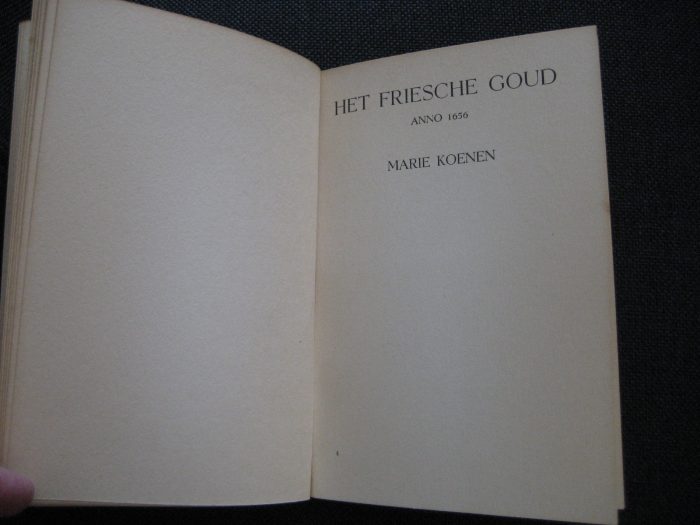 HET FRIESCHE GOUD
ANNO 1656
MARIE KOENEN